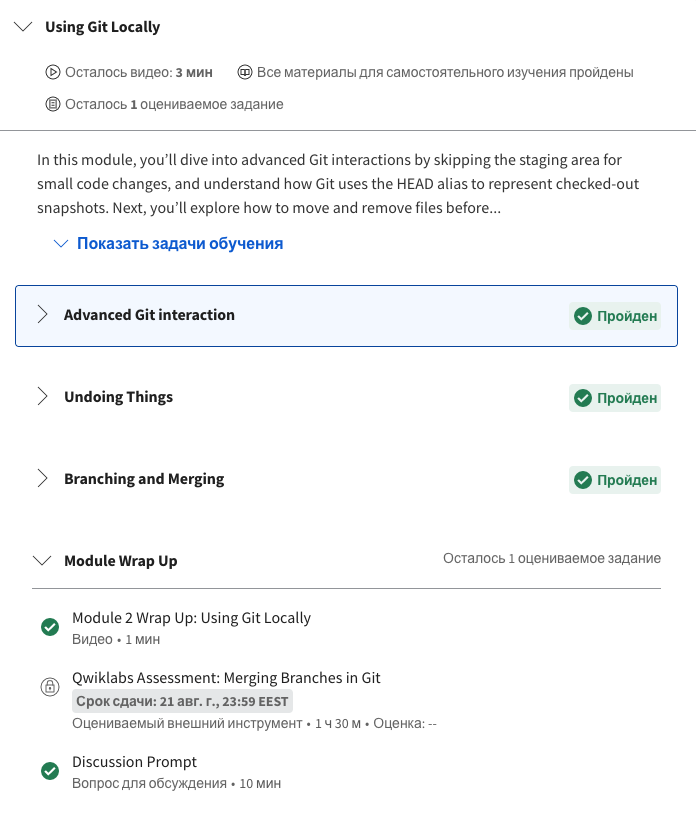 Using Git Locally
Осталось видео: 3 мин Все материалы для самостоятельного изучения пройдены
Осталось 1 оцениваемое задание
In this module, you’ll dive into advanced Git interactions by skipping the staging area for
small code changes, and understand how Git uses the HEAD alias to represent checked-out
snapshots. Next, you’ll explore how to move and remove files before...
Показать задачи обучения
Advanced Git interaction Пройден
Undoing Things Пройден
Branching and Merging Пройден
Module Wrap Up Осталось 1 оцениваемое задание
Module 2 Wrap Up: Using Git Locally
Видео • 1 мин
Qwiklabs Assessment: Merging Branches in Git
Срок сдачи: 21 авг. г., 23:59 EEST
Оцениваемый внешний инструмент • 1 ч 30 м • Оценка: --
Discussion Prompt
Вопрос для обсуждения • 10 мин